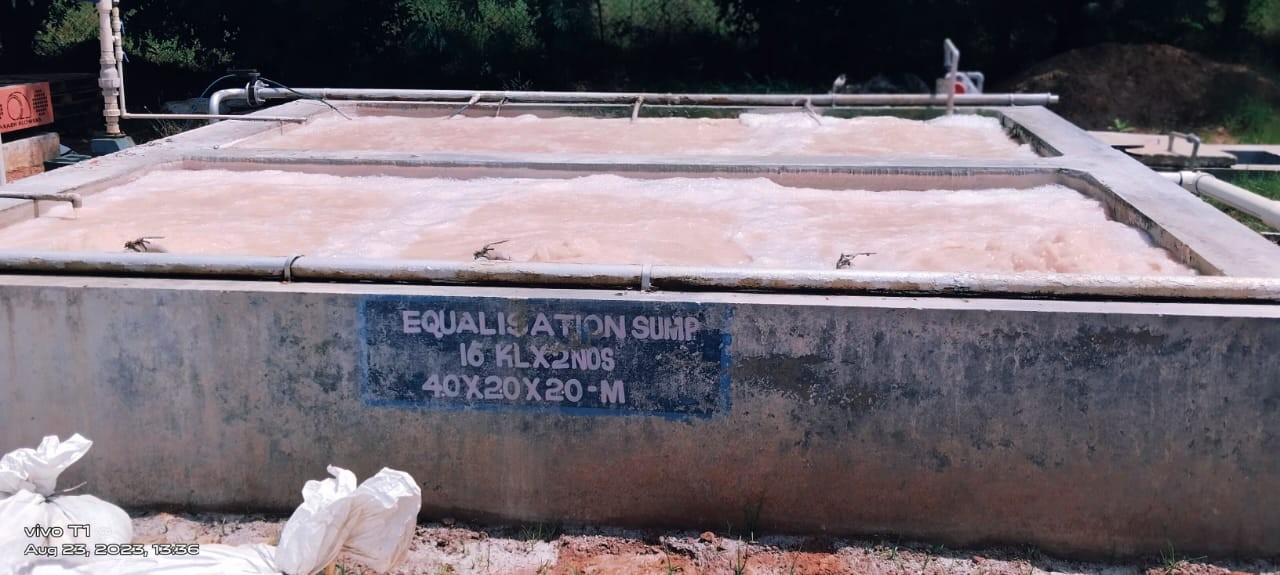 EQUALISATION SUMP
16 KLX2NOS
40X20X20-M
vivo T1
Aug 23, 2023, 13:36